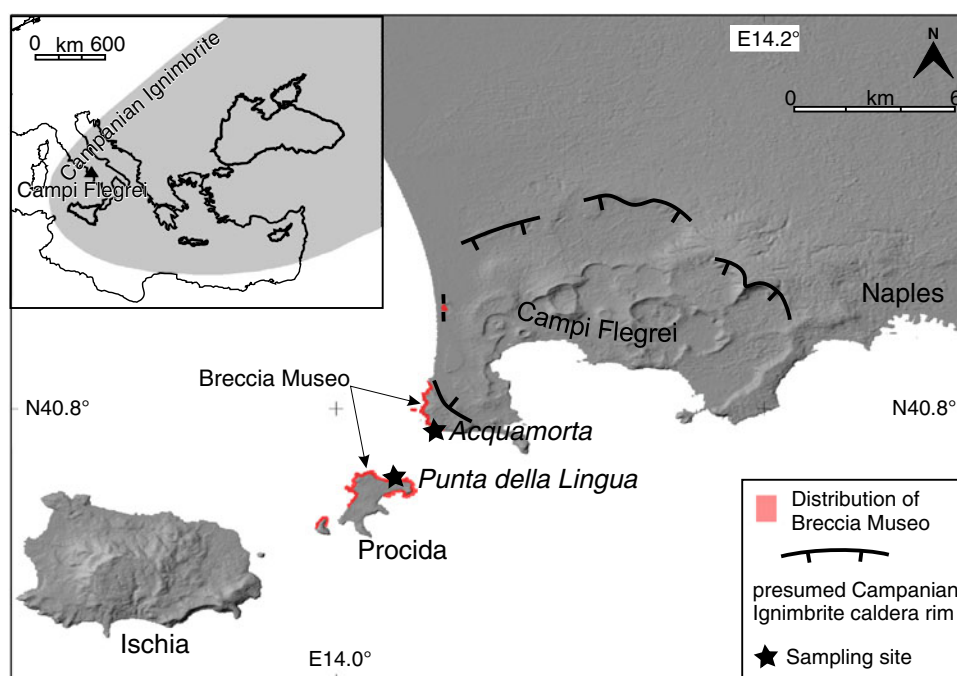 0 km 600
Campanian Ignimbrite
Campi Flegrei
E14.2°
N
0 km 6
Naples
Campi Flegrei
Breccia Museo
N40.8°
N40.8°
Acquamorta
Punta della Lingua
Procida
Ischia
E14.0°
Distribution of
Breccia Museo
presumed Campanian
Ignimbrite caldera rim
Sampling site